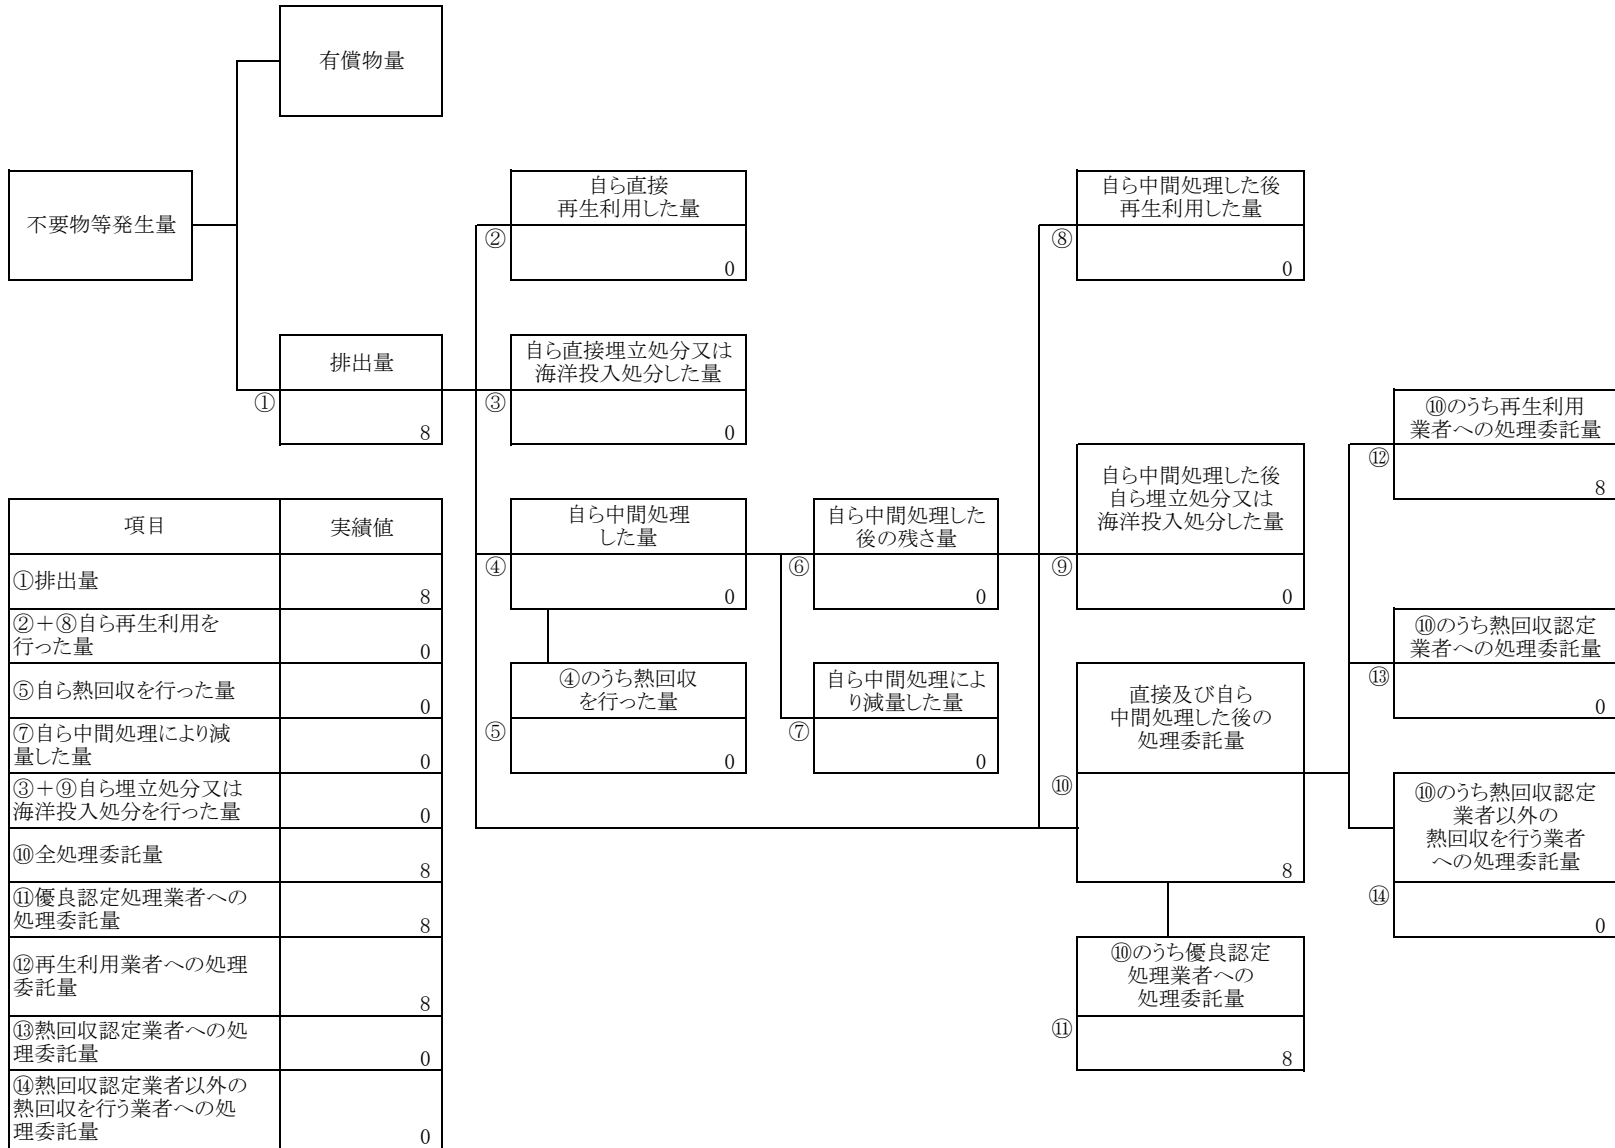 有償物量
不要物等発生量
自ら直接
再生利用した量
②
0
自ら中間処理した後
再生利用した量
⑧
0
排出量
①
8
自ら直接埋立処分又は
海洋投入処分した量
③
0
⑩のうち再生利用
業者への処理委託量
⑫
8
自ら中間処理
した量
④
0
自ら中間処理した
後の残さ量
⑥
0
自ら中間処理した後
自ら埋立処分又は
海洋投入処分した量
⑨
0
⑩のうち熱回収認定
業者への処理委託量
⑬
0
④のうち熱回収
を行った量
⑤
0
自ら中間処理によ
り減量した量
⑦
0
直接及び自ら
中間処理した後の
処理委託量
⑩
8
⑩のうち熱回収認定
業者以外の
熱回収を行う業者
への処理委託量
⑭
0
⑩のうち優良認定
処理業者への
処理委託量
⑪
8
項目 実績値
①排出量
8
②+⑧自ら再生利用を
行った量
0
⑤自ら熱回収を行った量
0
⑦自ら中間処理により減
量した量
0
③+⑨自ら埋立処分又は
海洋投入処分を行った量
0
⑩全処理委託量
8
⑪優良認定処理業者への
処理委託量
8
⑫再生利用業者への処理
委託量
8
⑬熱回収認定業者への処
理委託量
0
⑭熱回収認定業者以外の
熱回収を行う業者への処
理委託量
0